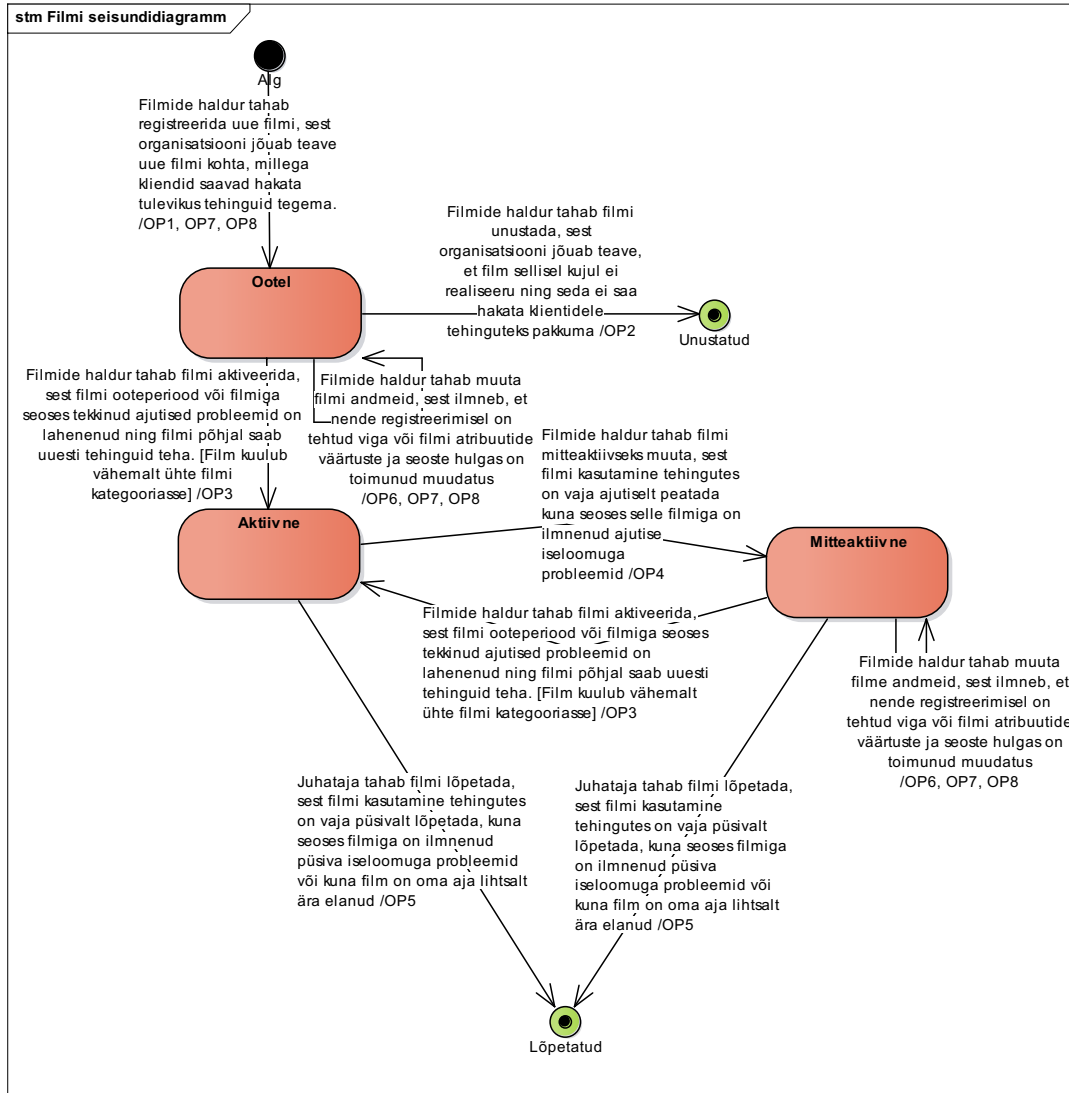 stm Filmi seisundidiagramm
Alg
Filmide haldur tahab
registreerida uue filmi, sest
organisatsiooni jõuab teave
uue filmi kohta, millega
kliendid saavad hakata
tulevikus tehinguid tegema.
/OP1, OP7, OP8
Filmide haldur tahab filmi
unustada, sest
organisatsiooni jõuab teave,
et film sellisel kujul ei
realiseeru ning seda ei saa
hakata klientidele
tehinguteks pakkuma /OP2
Ootel
Unustatud
Filmide haldur tahab filmi aktiveerida,
sest filmi ooteperiood või filmiga
seoses tekkinud ajutised probleemid on
lahenenud ning filmi põhjal saab
uuesti tehinguid teha. [Film kuulub
vähemalt ühte filmi
kategooriasse] /OP3
Filmide haldur tahab muuta
filmi andmeid, sest ilmneb, et
nende registreerimisel on
tehtud viga või filmi atribuutide
väärtuste ja seoste hulgas on
toimunud muudatus
/OP6, OP7, OP8
Filmide haldur tahab filmi
mitteaktiivseks muuta, sest
filmi kasutamine tehingutes
on vaja ajutiselt peatada
kuna seoses selle filmiga on
ilmnenud ajutise
iseloomuga
probleemid /OP4
Aktiivne
Mitteaktiivne
Filmide haldur tahab filmi aktiveerida,
sest filmi ooteperiood või filmiga seoses
tekkinud ajutised probleemid on
lahenenud ning filmi põhjal saab uuesti
tehinguid teha. [Film kuulub vähemalt
ühte filmi kategooriasse] /OP3
Filmide haldur tahab muuta
filme andmeid, sest ilmneb, et
nende registreerimisel on
tehtud viga või filmi atribuutide
väärtuste ja seoste hulgas on
toimunud muudatus
/OP6, OP7, OP8
Juhataja tahab filmi lõpetada,
sest filmi kasutamine tehingutes
on vaja püsivalt lõpetada, kuna
seoses filmiga on ilmnenud
püsiva iseloomuga probleemid
või kuna film on oma aja lihtsalt
ära elanud /OP5
Juhataja tahab filmi lõpetada,
sest filmi kasutamine
tehingutes on vaja püsivalt
lõpetada, kuna seoses filmiga
on ilmnenud püsiva
iseloomuga probleemid või
kuna film on oma aja lihtsalt
ära elanud /OP5
Lõpetatud